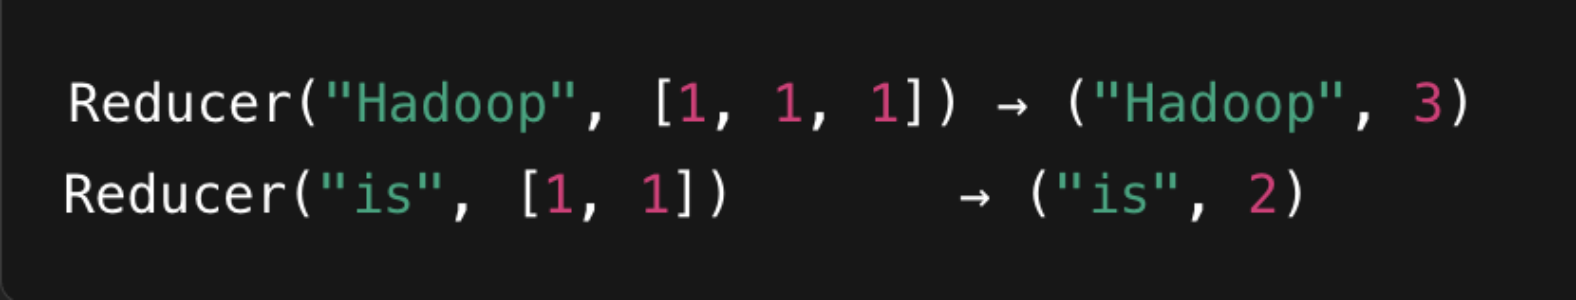 Reducer("Hadoop", [1, 1, 1]) → ("Hadoop", 3)
Reducer("is", [1, 1])       → ("is", 2)